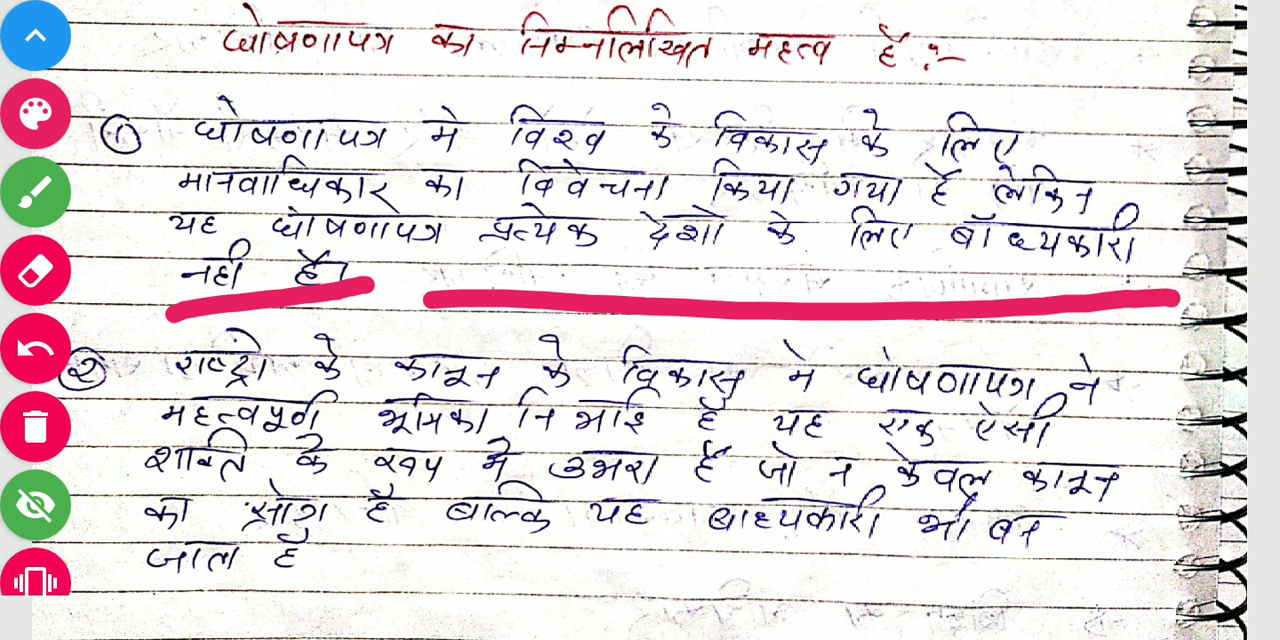 घोषणापत्र का निम्नलिखित महत्व है :-
① घोषणापत्र मे विश्व के विकास के लिए
मानवाधिकार का विवेचना किया गया है लेकिन
यह घोषणापत्र प्रत्येक देशो के लिए बॉध्यकारी
नही है।
② राष्ट्रो के कानून के विकास मे घोषणापत्र ने
महत्वपूर्ण भूमिका निभाई है यह एक ऐसी
शक्ति के रुप मे उभरा है जो न केवल कानून
का स्रोत है बाल्कि यह बाध्यकारी भी बन
जाता है